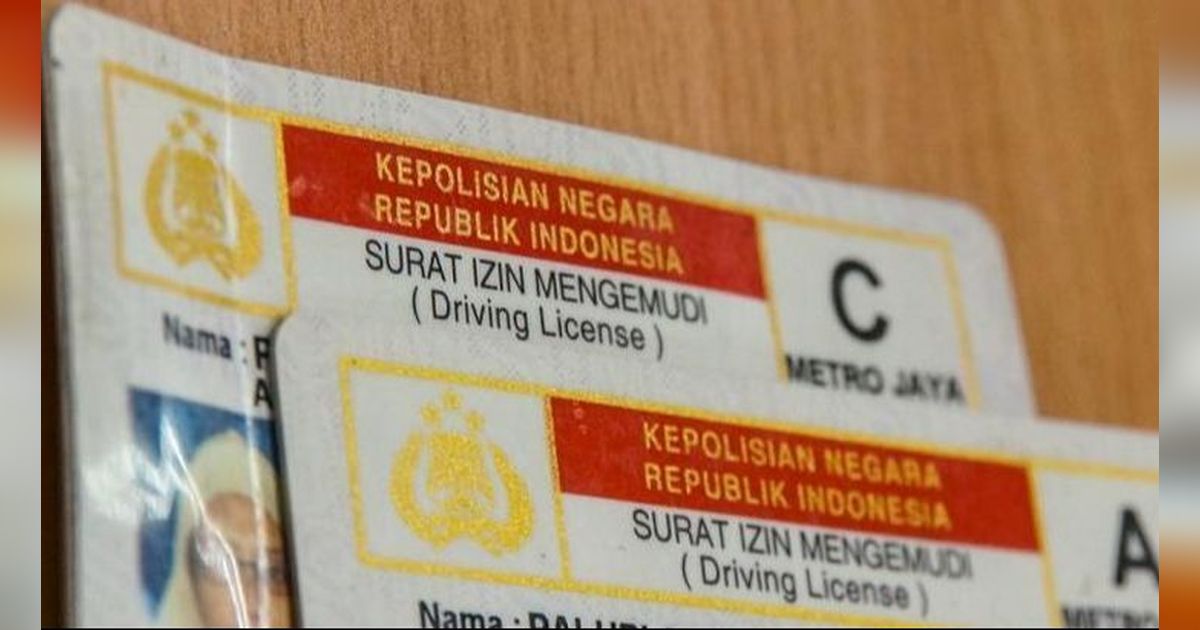 KEPOLISIAN NEGARA
REPUBLIK INDONESIA
SURAT IZIN MENGEMUDI
( Driving License )
C
METRO JAYA
Nama :
KEPOLISIAN NEGARA
REPUBLIK INDONESIA
SURAT IZIN MENGEMUDI
( Driving License )
A
Nama :